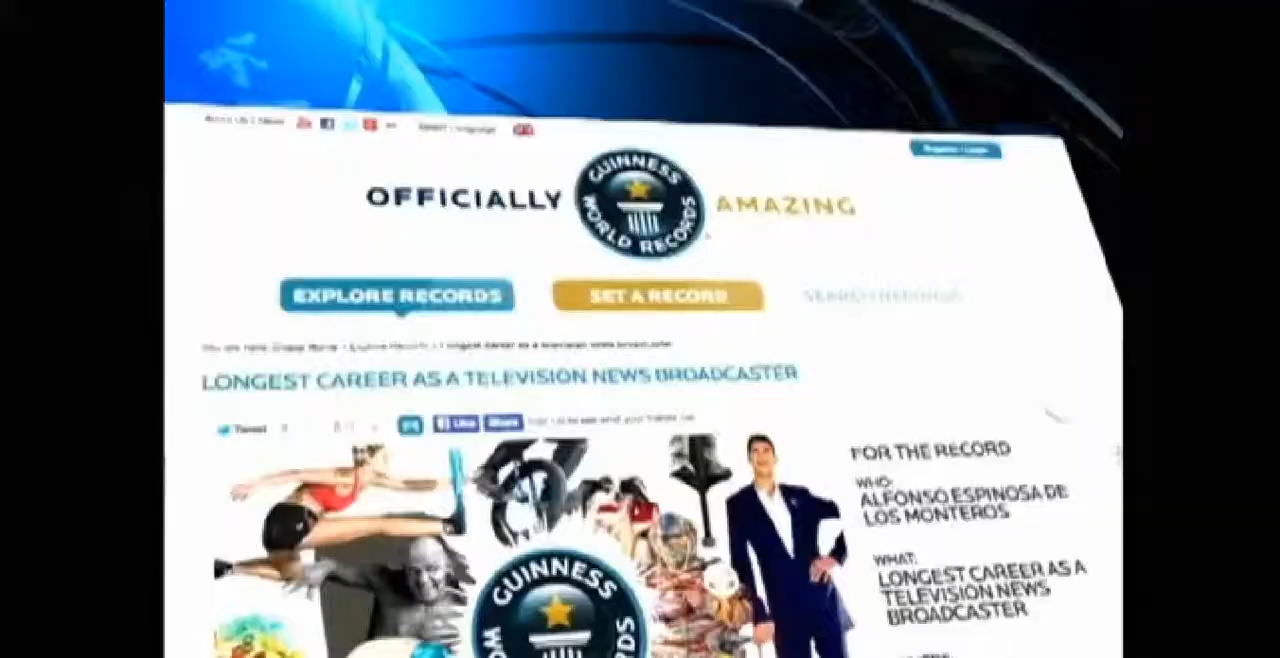 OFFICIALLY GUINNESS WORLD RECORDS AMAZING
EXPLORE RECORDS SET A RECORD
LONGEST CAREER AS A TELEVISION NEWS BROADCASTER
Tweet Like Share
FOR THE RECORD
WHO:
ALFONSO ESPINOSA DE
LOS MONTEROS
WHAT:
LONGEST CAREER AS A
TELEVISION NEWS
BROADCASTER
GUINNESS